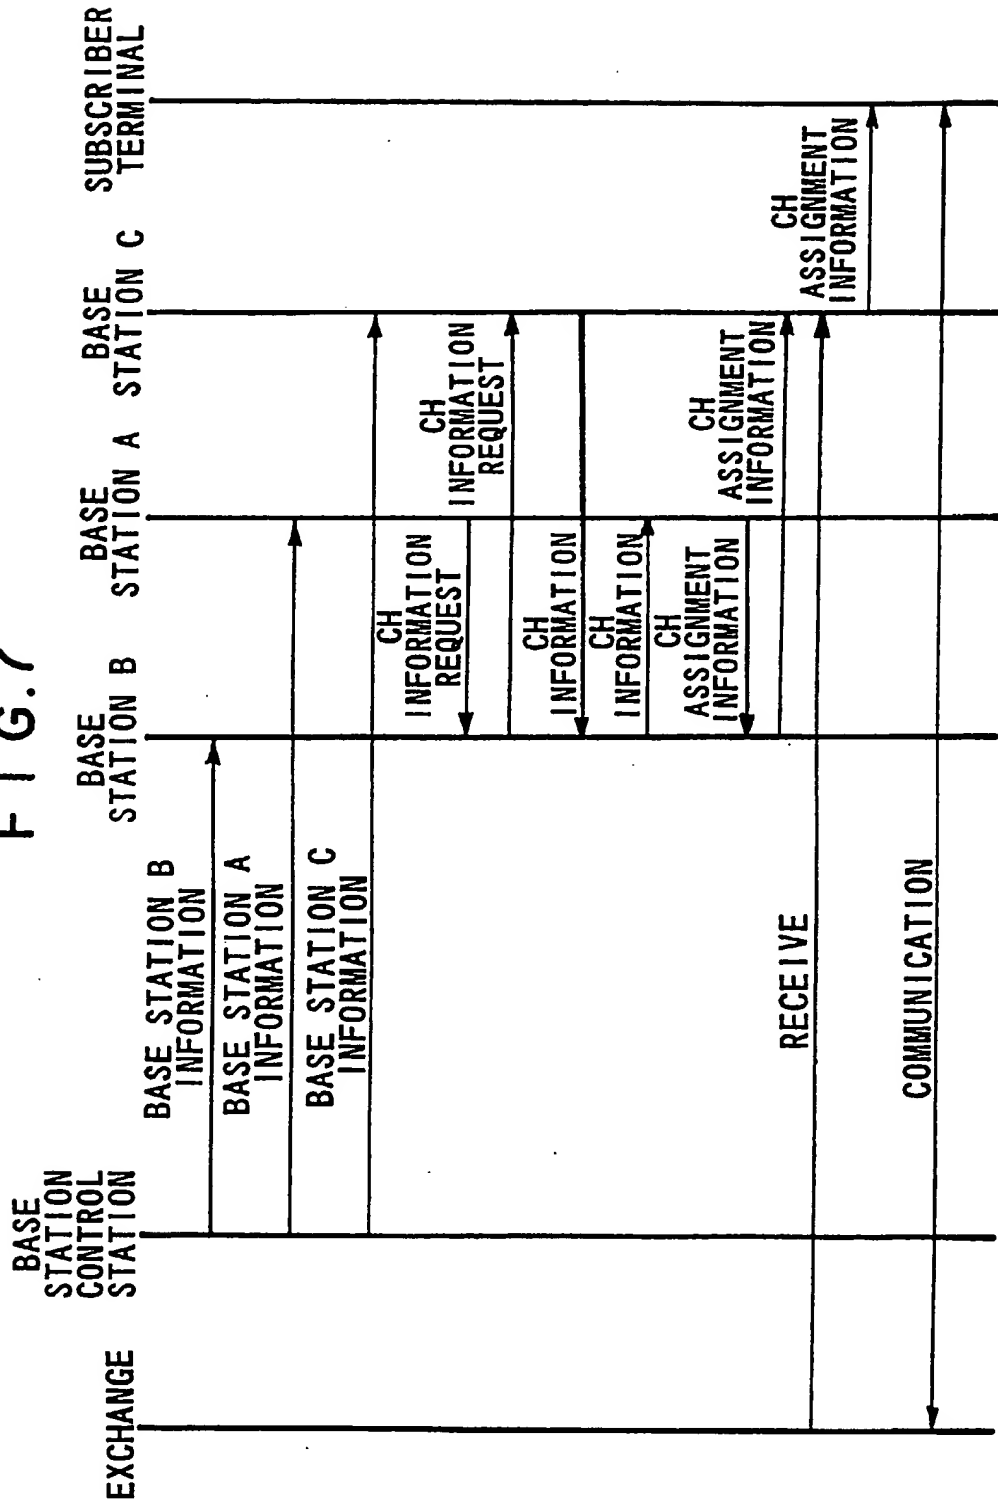 FIG.7
EXCHANGE
BASE
STATION
CONTROL
STATION
BASE
STATION B
BASE
STATION A
BASE
STATION C
SUBSCRIBER
TERMINAL
BASE STATION B
INFORMATION
BASE STATION A
INFORMATION
BASE STATION C
INFORMATION
CH
INFORMATION
REQUEST
CH
INFORMATION
REQUEST
CH
INFORMATION
CH
INFORMATION
CH
ASSIGNMENT
INFORMATION
CH
ASSIGNMENT
INFORMATION
RECEIVE
CH
ASSIGNMENT
INFORMATION
COMMUNICATION